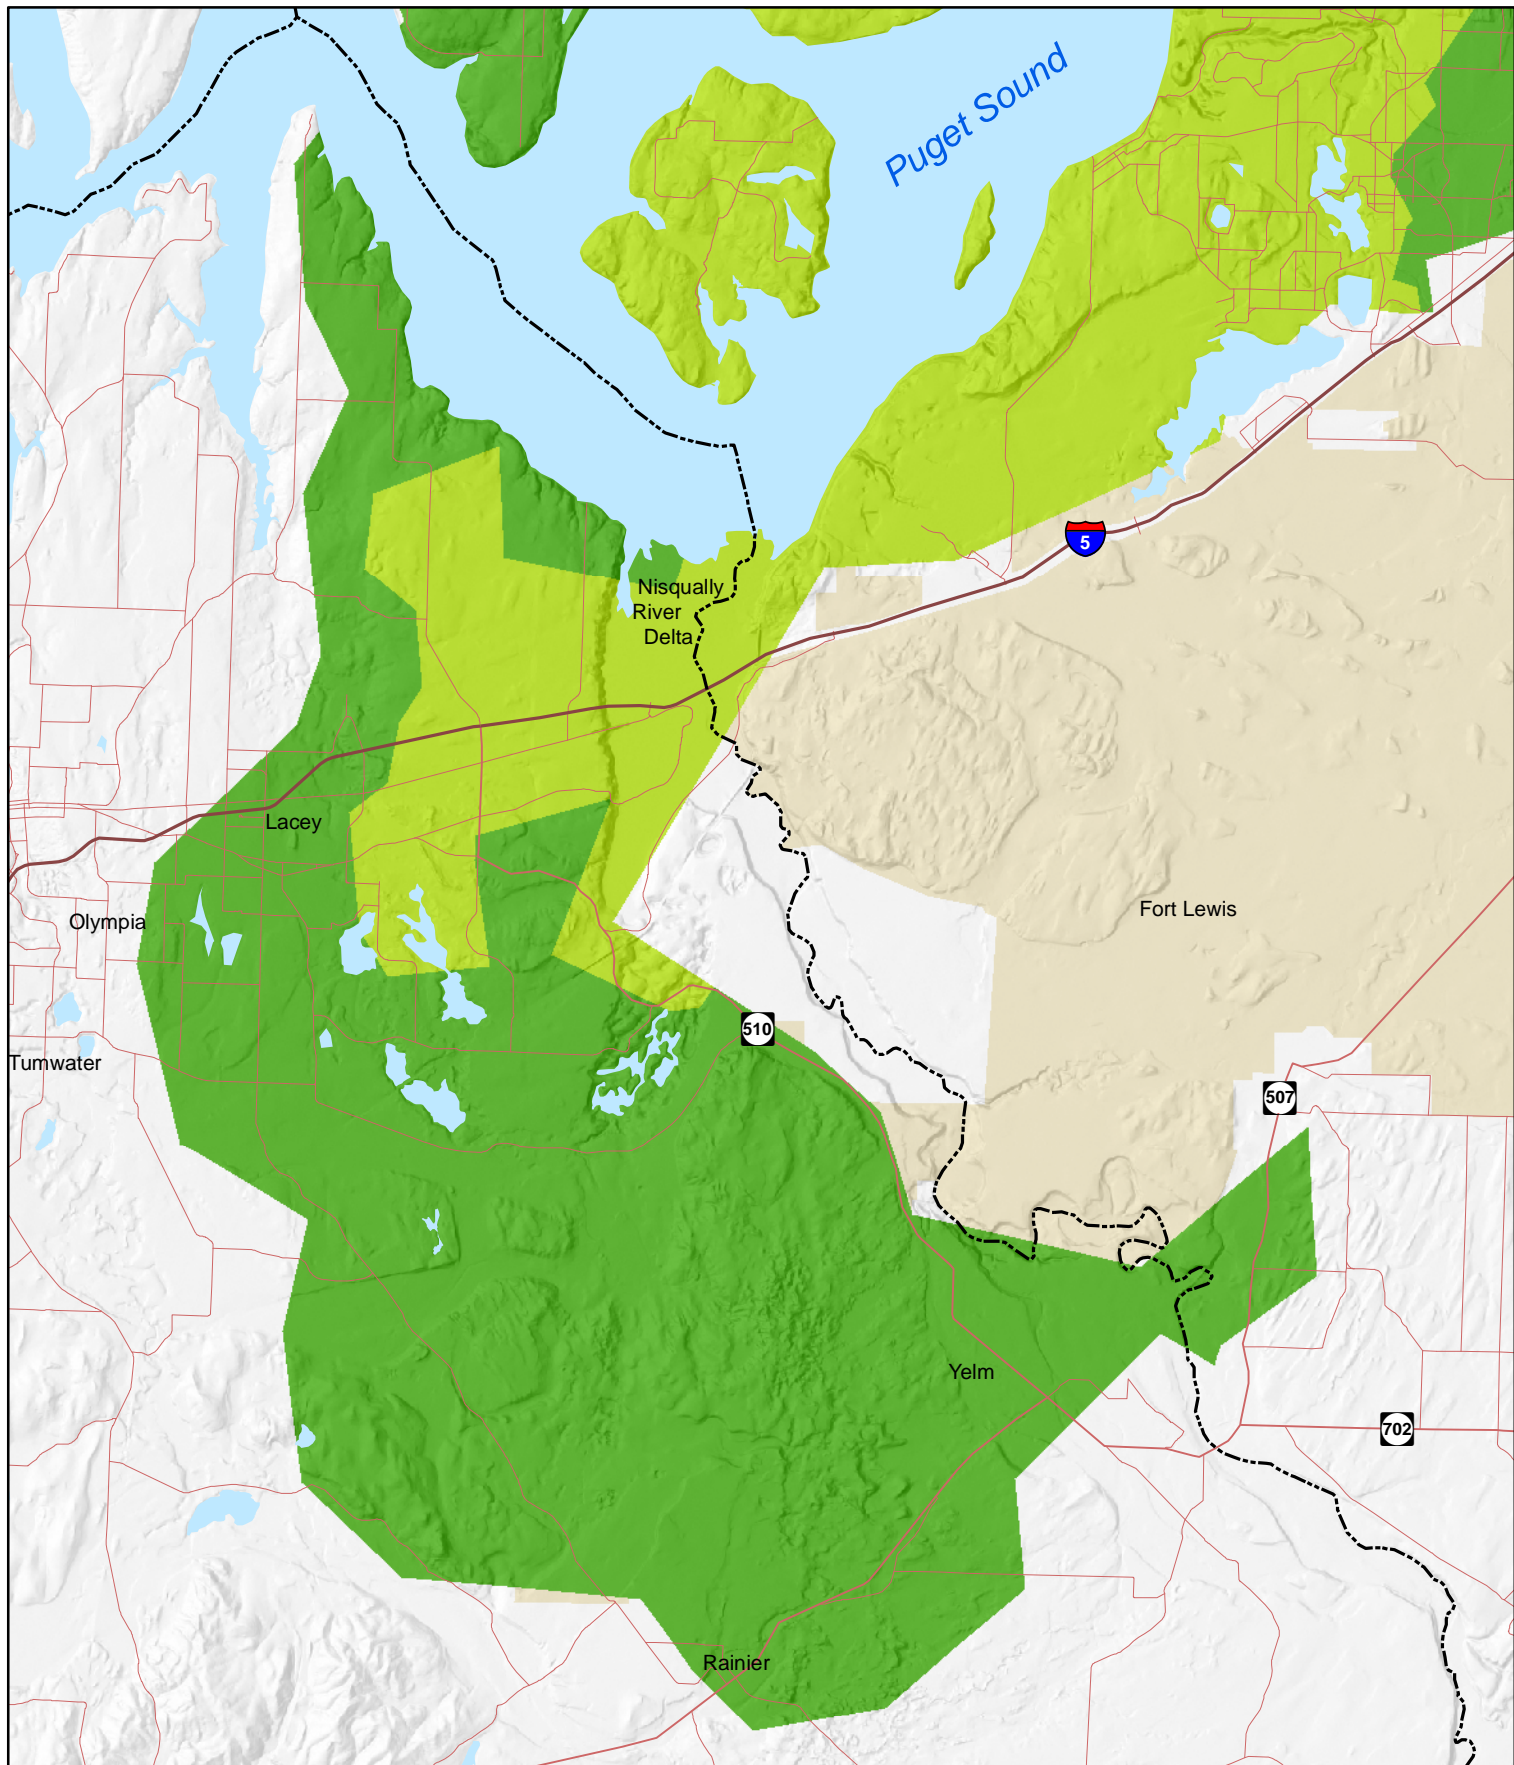 Puget Sound
5
Nisqually
River
Delta
Lacey
Olympia
Fort Lewis
510
Tumwater
507
Yelm
702
Rainier